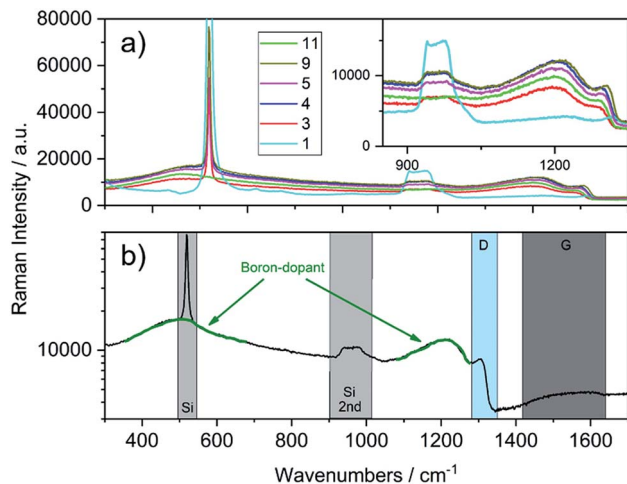 80000
60000
40000
20000
0
a)
11
9
5
4
3
1
10000
0
900
1200
Raman Intensity / a.u.
b)
Boron-dopant
D
G
10000
Si
Si
2nd
400
600
800
1000
1200
1400
1600
Wavenumbers / cm-1